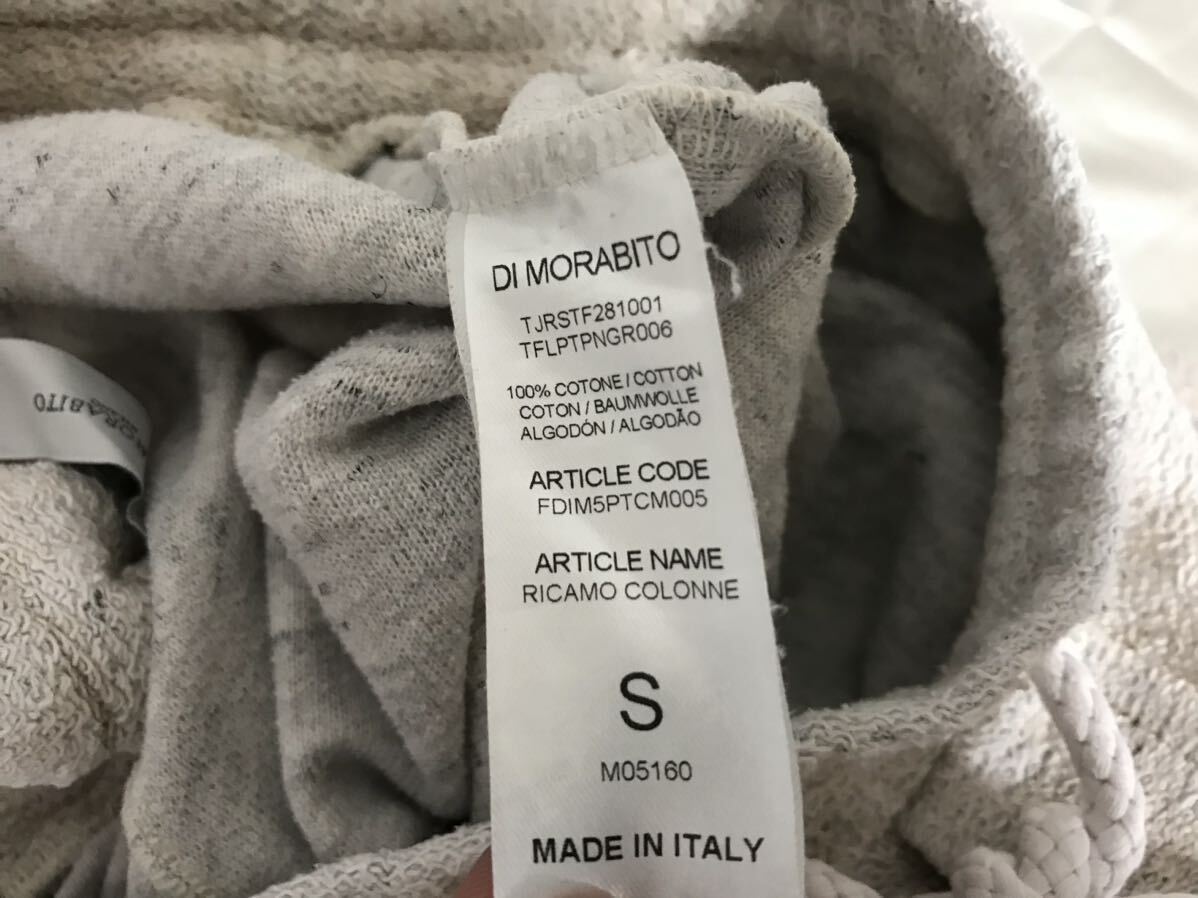 DI MORABITO
TJRSTF281001
TFLPTPNGR006
100% COTONE / COTTON
COTON / BAUMWOLLE
ALGODÓN / ALGODÃO
ARTICLE CODE
FDIM5PTCM005
ARTICLE NAME
RICAMO COLONNE
S
M05160
MADE IN ITALY